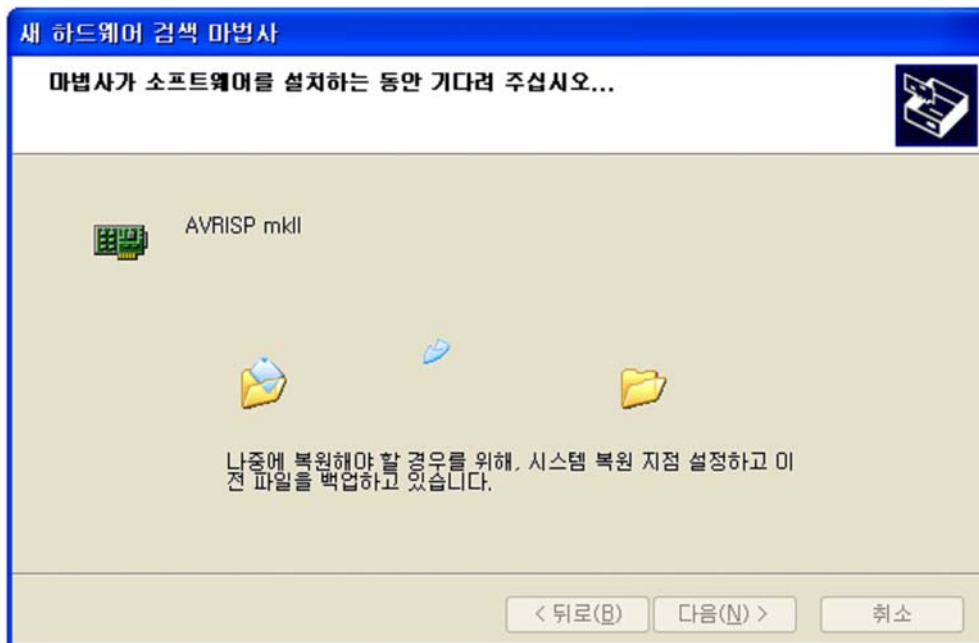 새 하드웨어 검색 마법사
마법사가 소프트웨어를 설치하는 동안 기다려 주십시오...
AVRISP mkII
나중에 복원해야 할 경우를 위해, 시스템 복원 지점 설정하고 이
전 파일을 백업하고 있습니다.
< 뒤로(B) 다음(N) > 취소